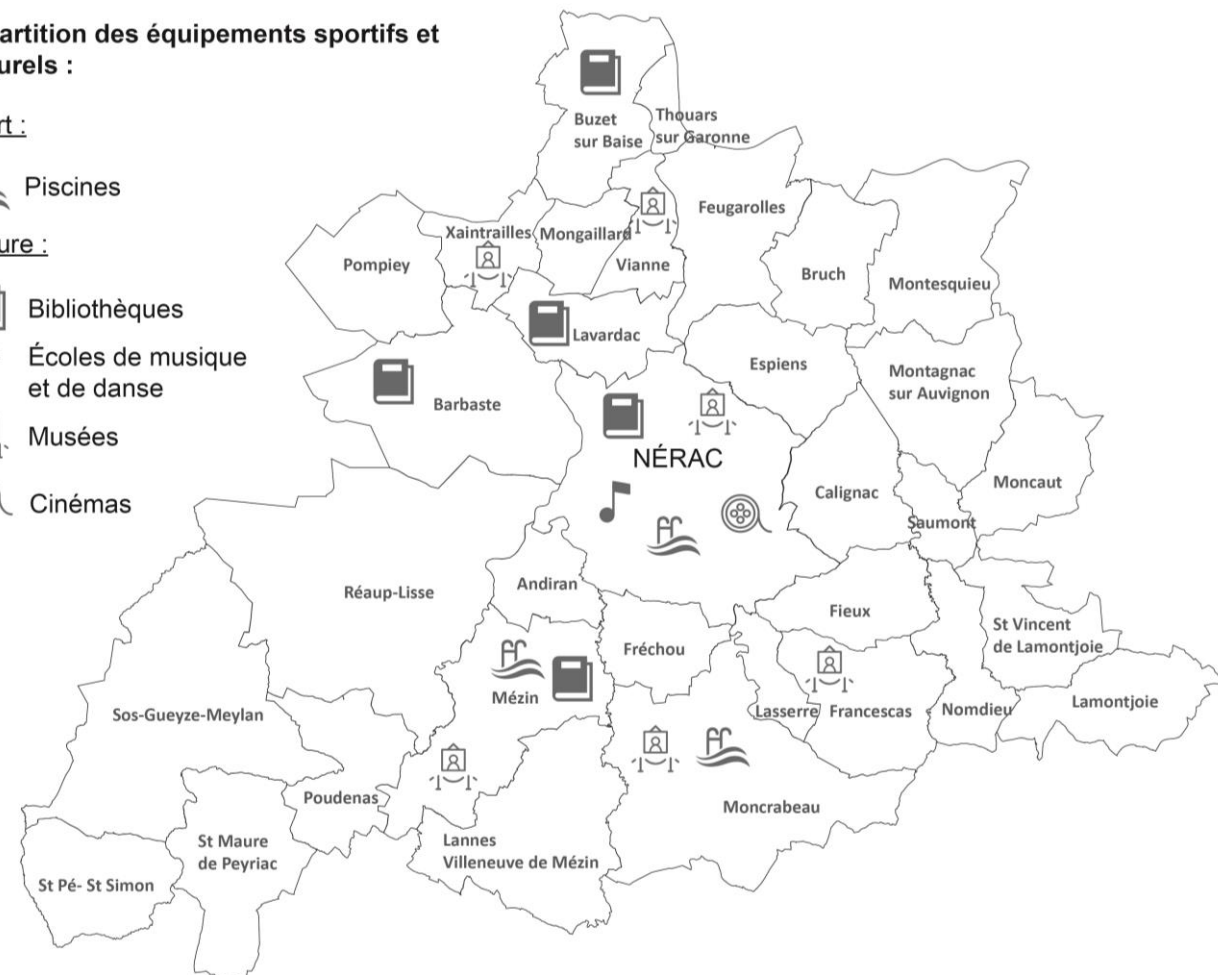 artition des équipements sportifs et
urels :
rt :
Piscines
ure :
Bibliothèques
Écoles de musique
et de danse
Musées
Cinémas
Buzet
sur Baise
Thouars
sur Garonne
Feugarolles
Xaintrailles
Mongaillard
Vianne
Pompiey
Bruch
Montesquieu
Lavardac
Espiens
Montagnac
sur Auvignon
Barbaste
NÉRAC
Calignac
Moncaut
Saumont
Réaup-Lisse
Andiran
Fieux
St Vincent
de Lamontjoie
Fréchou
Mézin
Sos-Gueyze-Meylan
Lasserre
Francescas
Nomdieu
Lamontjoie
Poudenas
Moncrabeau
St Maure
de Peyriac
Lannes
Villeneuve de Mézin
St Pé- St Simon